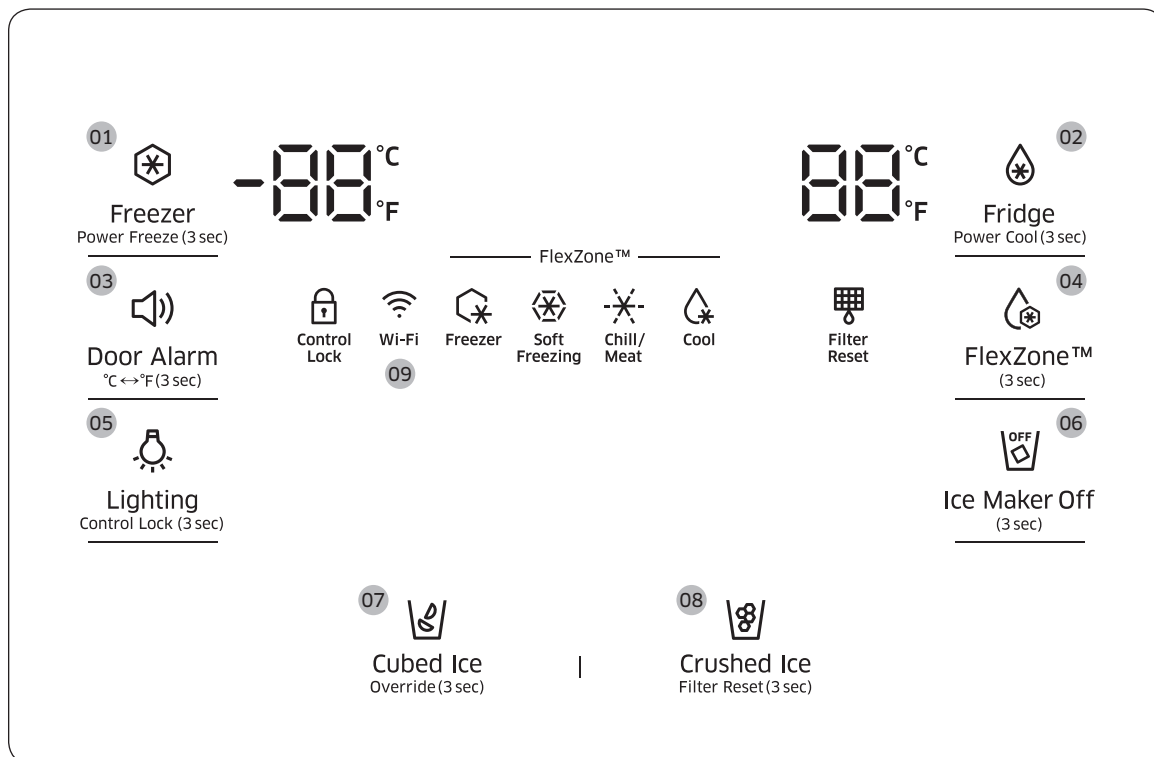 01
Freezer
Power Freeze (3 sec)
-88 °C
°F
88 °C
°F
02
Fridge
Power Cool (3 sec)
FlexZone™
03
Door Alarm
°C ↔ °F (3 sec)
Control
Lock
Wi-Fi
09
Freezer
Soft
Freezing
Chill/
Meat
Cool
Filter
Reset
04
FlexZone™
(3 sec)
05
Lighting
Control Lock (3 sec)
OFF
06
Ice Maker Off
(3 sec)
07
Cubed Ice
Override (3 sec)
08
Crushed Ice
Filter Reset (3 sec)